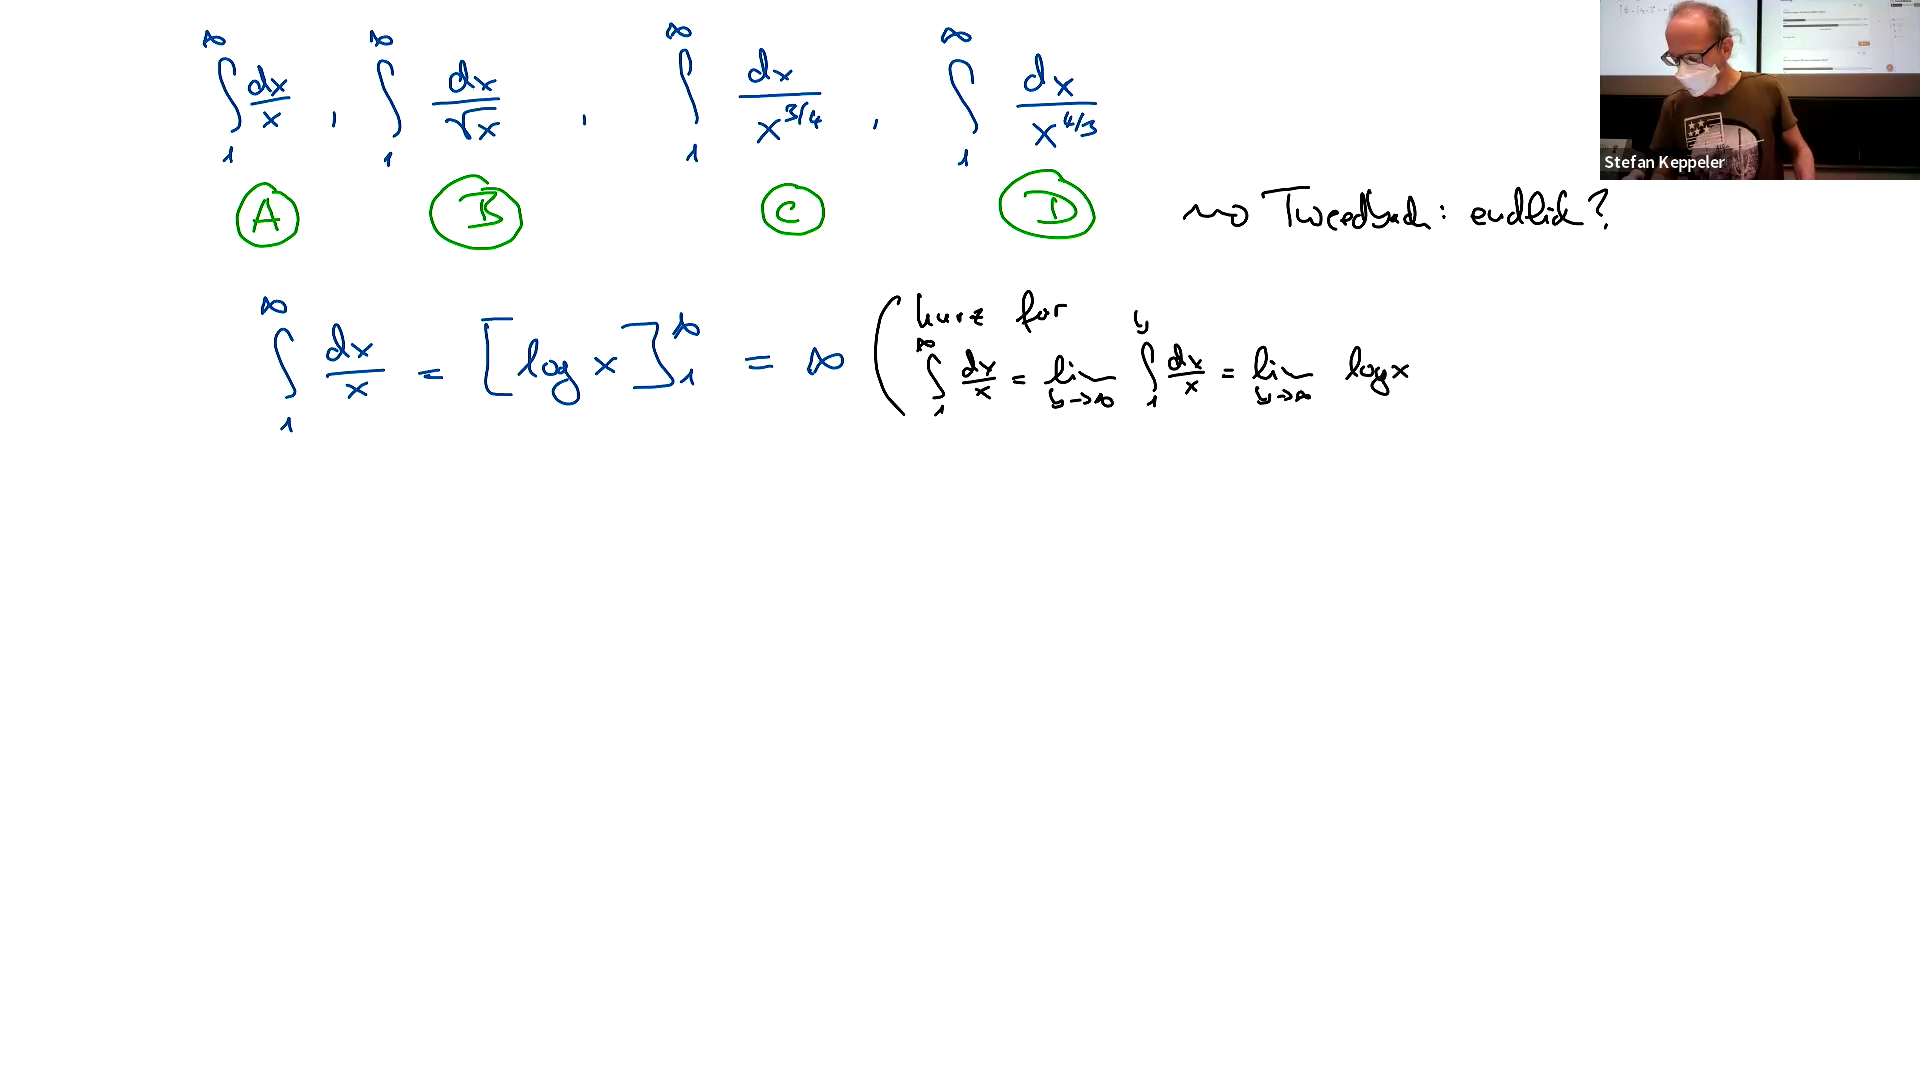 ∫₁^∞ dx/x , ∫₁^∞ dx/√x , ∫₁^∞ dx/x^{3/4} , ∫₁^∞ dx/x^{4/3}
Stefan Keppeler
A B C D ⇝ Tweedback: endlich?
∫₁^∞ dx/x = [log x]₁^∞ = ∞ ( kurz für
∫₁^∞ dx/x = lim_{y→∞} ∫₁^y dx/x = lim_{y→∞} log x